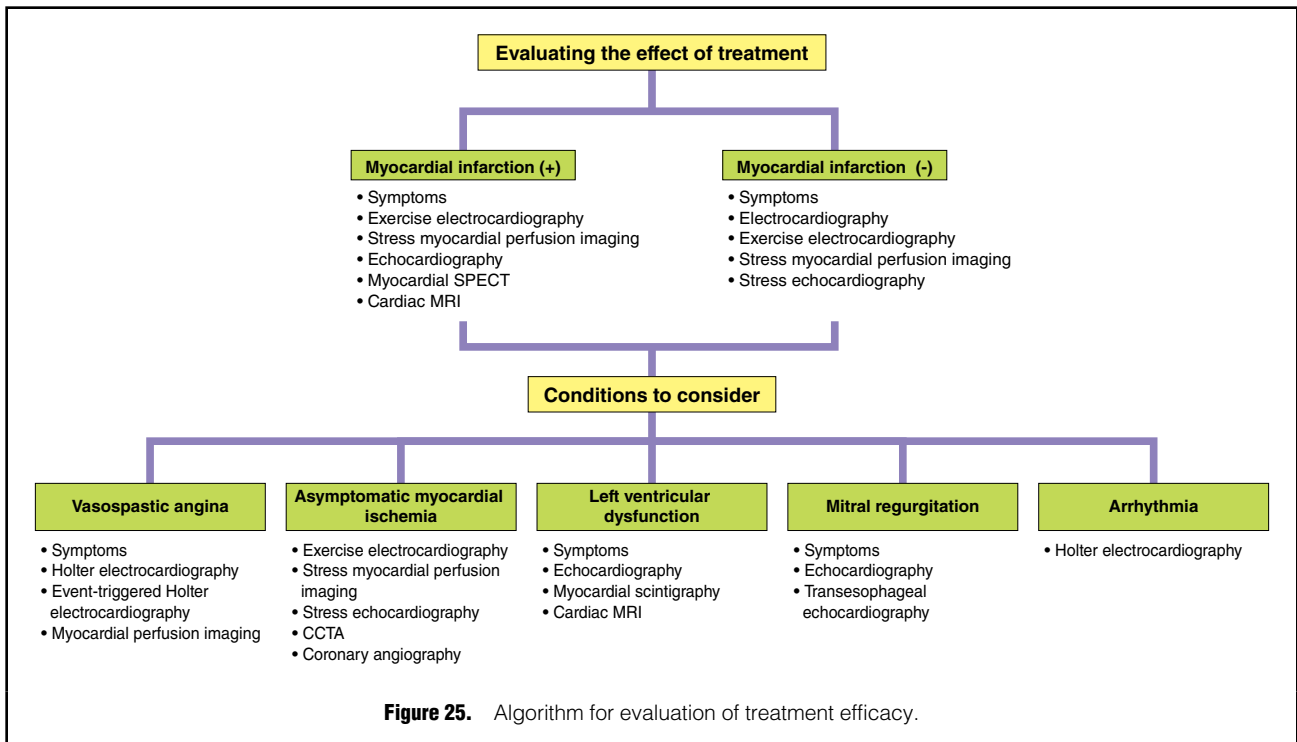 Evaluating the effect of treatment
Myocardial infarction (+)
• Symptoms
• Exercise electrocardiography
• Stress myocardial perfusion imaging
• Echocardiography
• Myocardial SPECT
• Cardiac MRI
Myocardial infarction (-)
• Symptoms
• Electrocardiography
• Exercise electrocardiography
• Stress myocardial perfusion imaging
• Stress echocardiography
Conditions to consider
Vasospastic angina
• Symptoms
• Holter electrocardiography
• Event-triggered Holter
electrocardiography
• Myocardial perfusion imaging
Asymptomatic myocardial
ischemia
• Exercise electrocardiography
• Stress myocardial perfusion
imaging
• Stress echocardiography
• CCTA
• Coronary angiography
Left ventricular
dysfunction
• Symptoms
• Echocardiography
• Myocardial scintigraphy
• Cardiac MRI
Mitral regurgitation
• Symptoms
• Echocardiography
• Transesophageal
echocardiography
Arrhythmia
• Holter electrocardiography
Figure 25. Algorithm for evaluation of treatment efficacy.